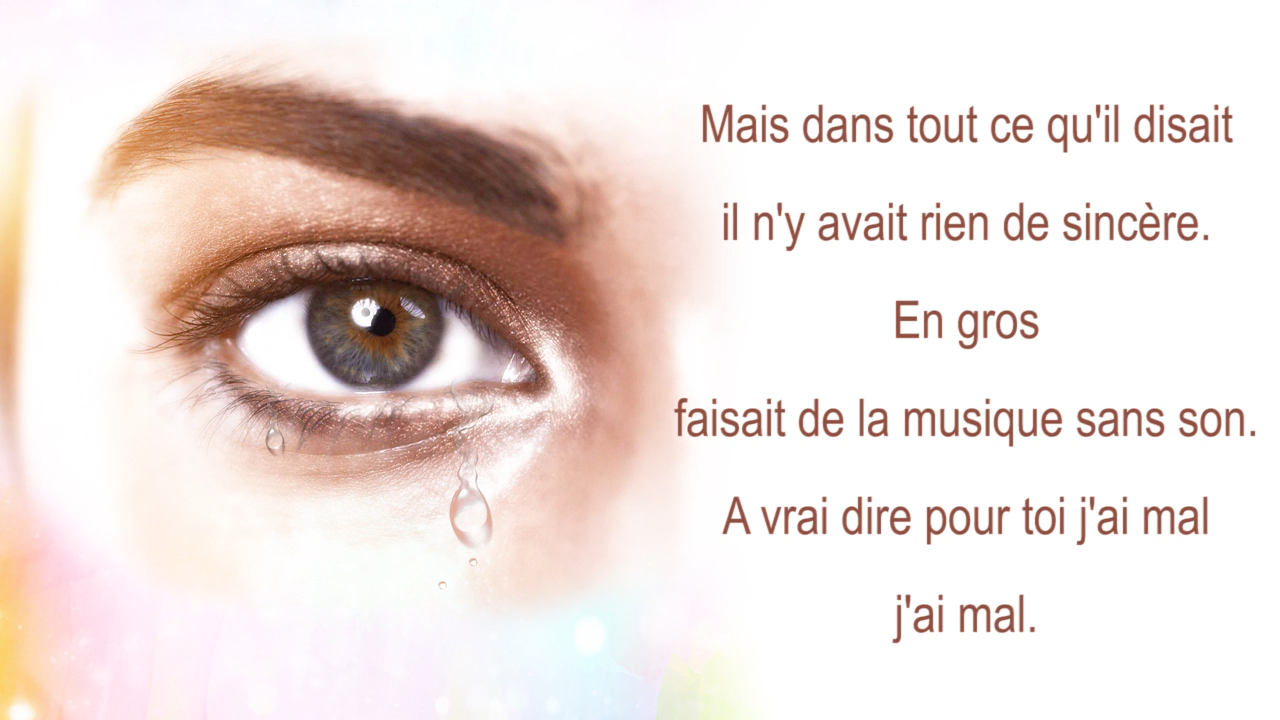 Mais dans tout ce qu'il disait
il n'y avait rien de sincère.
En gros
faisait de la musique sans son.
A vrai dire pour toi j'ai mal
j'ai mal.